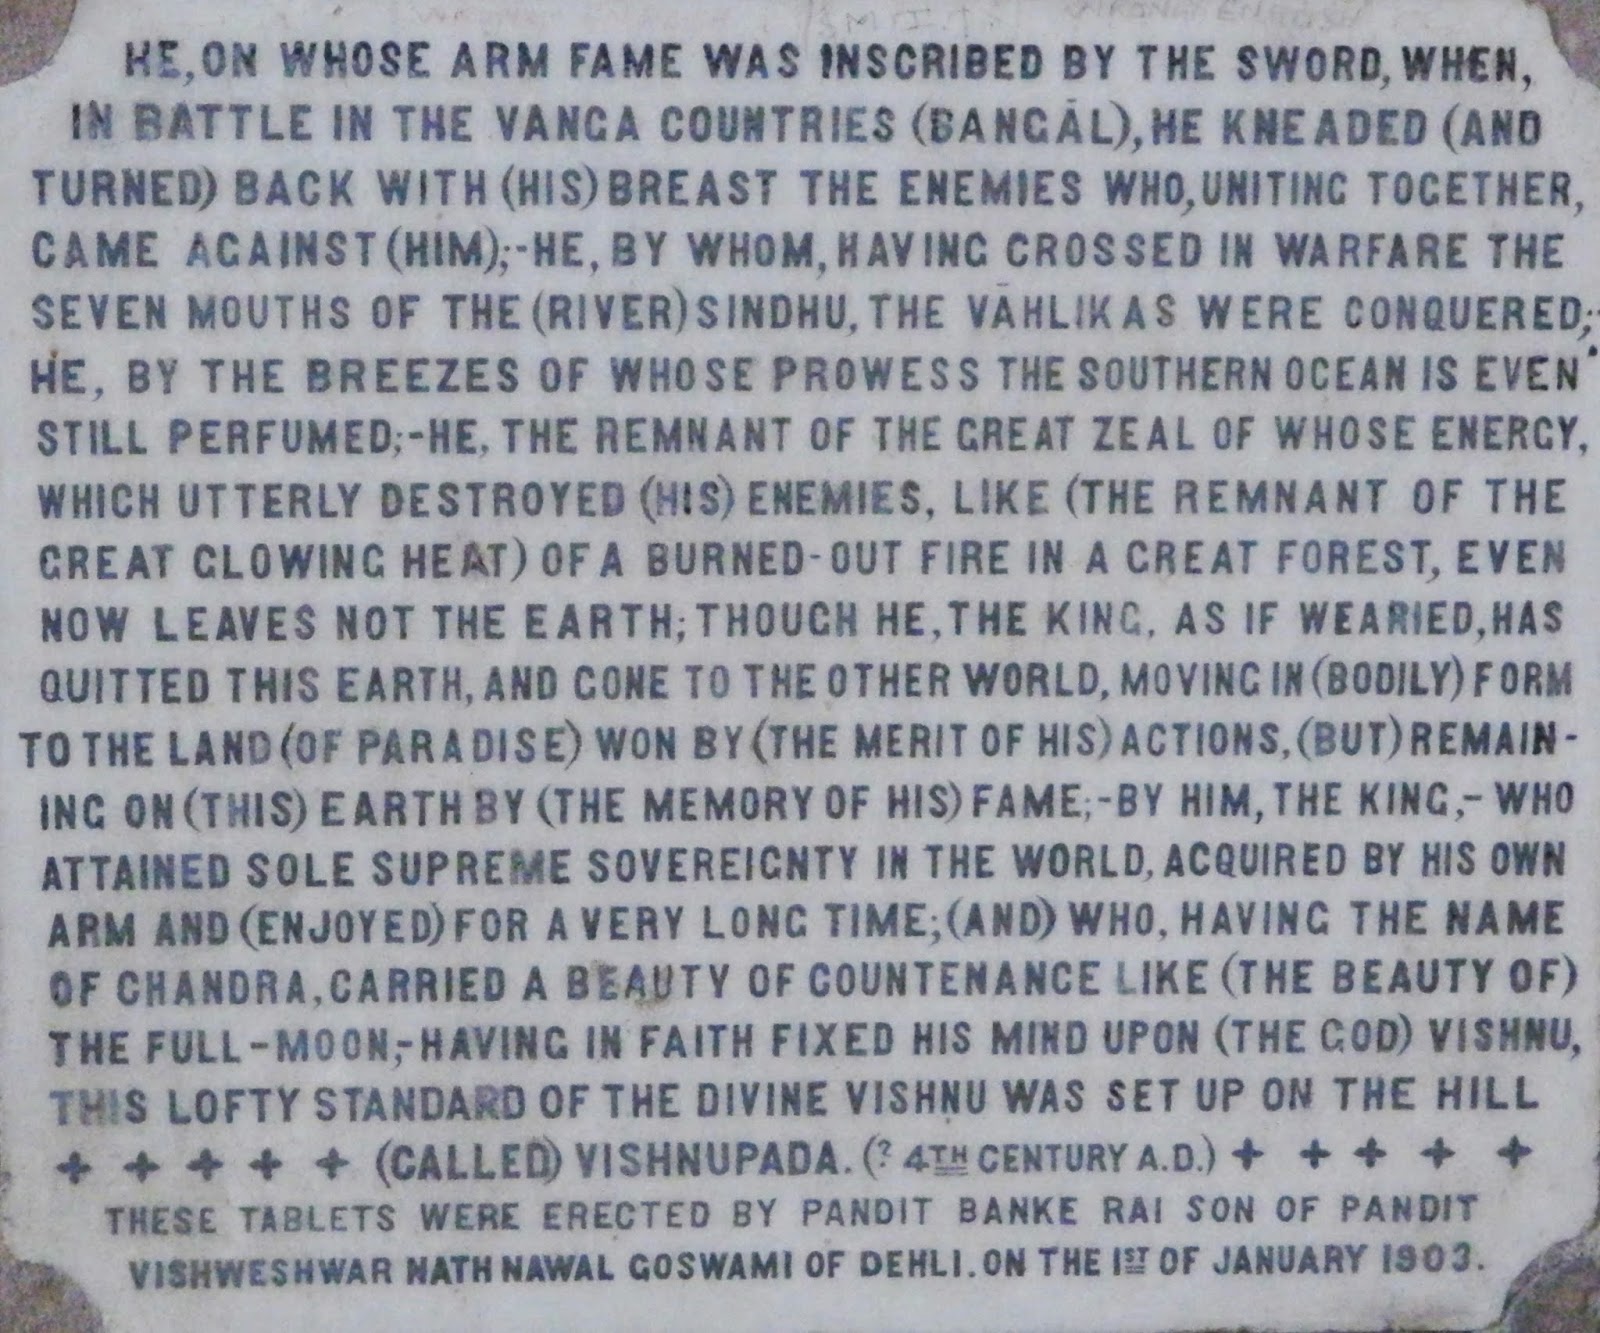 HE, ON WHOSE ARM FAME WAS INSCRIBED BY THE SWORD, WHEN,
IN BATTLE IN THE VANGA COUNTRIES (BANGĀL), HE KNEADED (AND
TURNED) BACK WITH (HIS) BREAST THE ENEMIES WHO, UNITING TOGETHER,
CAME AGAINST (HIM);-HE, BY WHOM, HAVING CROSSED IN WARFARE THE
SEVEN MOUTHS OF THE (RIVER) SINDHU, THE VĀHLIKAS WERE CONQUERED;-
HE, BY THE BREEZES OF WHOSE PROWESS THE SOUTHERN OCEAN IS EVEN
STILL PERFUMED;-HE, THE REMNANT OF THE GREAT ZEAL OF WHOSE ENERGY,
WHICH UTTERLY DESTROYED (HIS) ENEMIES, LIKE (THE REMNANT OF THE
GREAT GLOWING HEAT) OF A BURNED-OUT FIRE IN A GREAT FOREST, EVEN
NOW LEAVES NOT THE EARTH; THOUGH HE, THE KING, AS IF WEARIED, HAS
QUITTED THIS EARTH, AND GONE TO THE OTHER WORLD, MOVING IN (BODILY) FORM
TO THE LAND (OF PARADISE) WON BY (THE MERIT OF HIS) ACTIONS, (BUT) REMAIN-
ING ON (THIS) EARTH BY (THE MEMORY OF HIS) FAME;-BY HIM, THE KING,- WHO
ATTAINED SOLE SUPREME SOVEREIGNTY IN THE WORLD, ACQUIRED BY HIS OWN
ARM AND (ENJOYED) FOR A VERY LONG TIME; (AND) WHO, HAVING THE NAME
OF CHANDRA, CARRIED A BEAUTY OF COUNTENANCE LIKE (THE BEAUTY OF)
THE FULL-MOON,-HAVING IN FAITH FIXED HIS MIND UPON (THE GOD) VISHNU,
THIS LOFTY STANDARD OF THE DIVINE VISHNU WAS SET UP ON THE HILL
+ + + + + (CALLED) VISHNUPADA. (? 4TH CENTURY A.D.) + + + + +
THESE TABLETS WERE ERECTED BY PANDIT BANKE RAI SON OF PANDIT
VISHWESHWAR NATH NAWAL GOSWAMI OF DEHLI. ON THE 1ST OF JANUARY 1903.